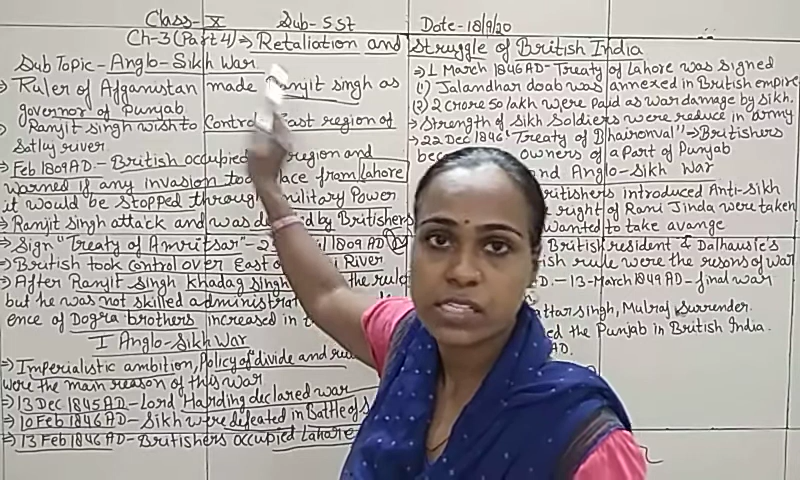 Class-X Sub- S.St Date-18/9/20
Ch-3(Part 4)⇒ Retaliation and Struggle of British India
Sub Topic - Anglo-Sikh War
⇒ Ruler of Afganistan made Ranjit singh as
governor of Punjab
⇒ Ranjit singh wish to Control East region of
Satluj river
⇒ Feb 1809 AD- British occupied region and
warned if any invasion took place from Lahore
it would be stopped through military Power
⇒ Ranjit singh attack and was by Britishers
⇒ Sign "Treaty of Amritsar"- 1809 AD
⇒ British took Control over East River
⇒ After Ranjit singh khadag singh the rule
but he was not skilled
ence of Dogra brothers increased in
I Anglo-Sikh War
⇒ Imperialistic ambition, Policy of divide and
were the main reason of this war
⇒ 13 Dec 1845 AD- Lord Harding declared war
⇒ 10 Feb 1846 AD- Sikh were defeated in Battle of
⇒ 13 Feb 1846 AD- Britishers occupied Lahore
⇒ 1 March 1846 AD- Treaty of Lahore was signed
(1) Jalandhar doab was annexed in British empire
(2) 2 crore 50 lakh were Paid as war damage by Sikh.
⇒ Strength of Sikh Soldiers were reduce in army
⇒ 22 Dec 1846 "Treaty of Bhaironval"⇒ Britishers
owners of a Part of Punjab
Anglo-Sikh War
introduced Anti-Sikh
right of Rani Jinda were taken
wanted to take avange
British resident & Dalhausie's
rule were the resons of war
13-March 1849 AD- final war
singh, Mulraj Surrender.
the Punjab in British India.